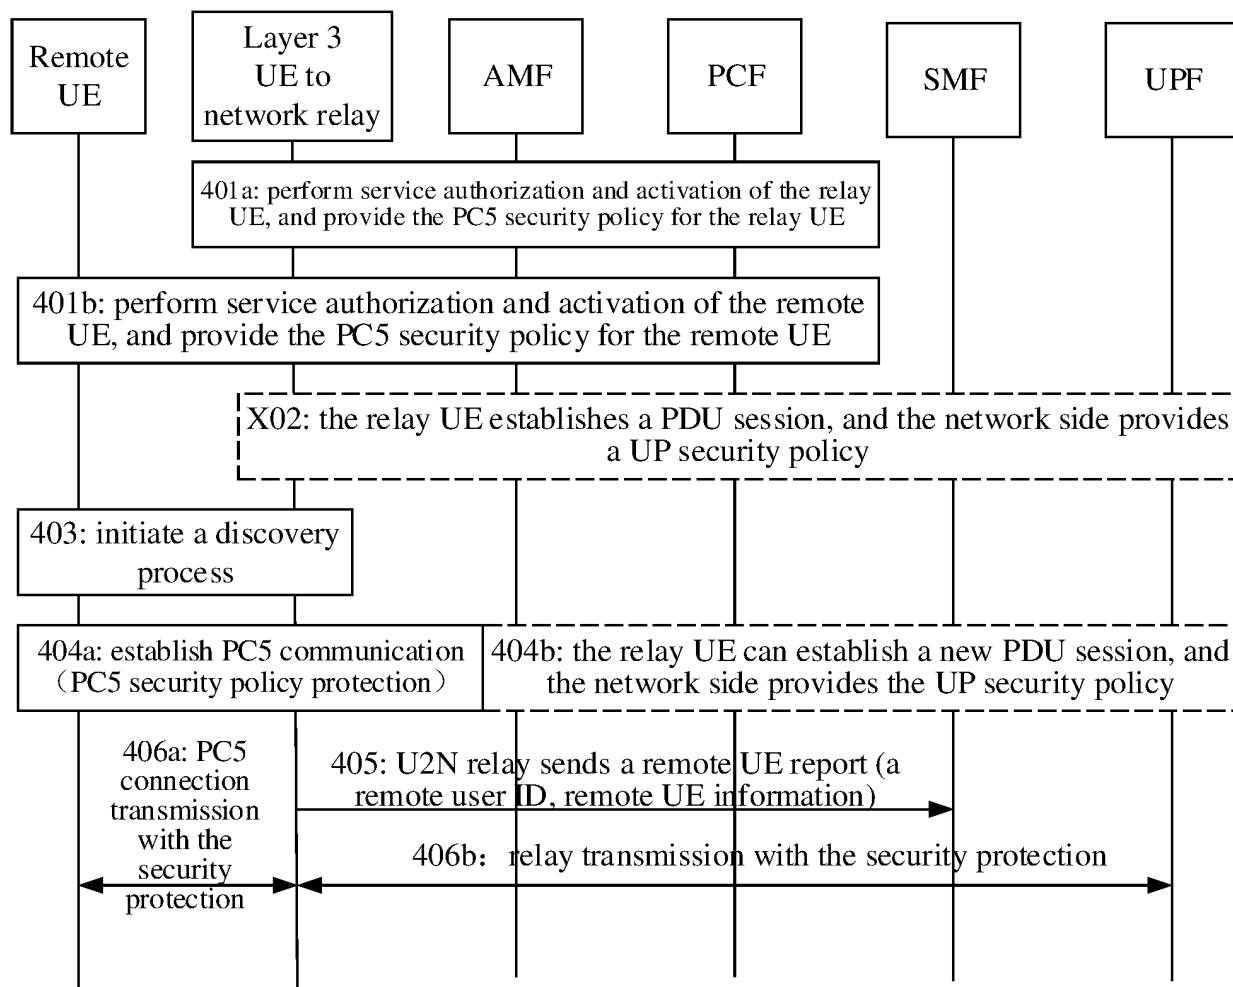 Remote
UE
Layer 3
UE to
network relay
AMF
PCF
SMF
UPF
401a: perform service authorization and activation of the relay
UE, and provide the PC5 security policy for the relay UE
401b: perform service authorization and activation of the remote
UE, and provide the PC5 security policy for the remote UE
X02: the relay UE establishes a PDU session, and the network side provides
a UP security policy
403: initiate a discovery
process
404a: establish PC5 communication
（PC5 security policy protection）
404b: the relay UE can establish a new PDU session, and
the network side provides the UP security policy
406a: PC5
connection
transmission
with the
security
protection
405: U2N relay sends a remote UE report (a
remote user ID, remote UE information)
406b：relay transmission with the security protection